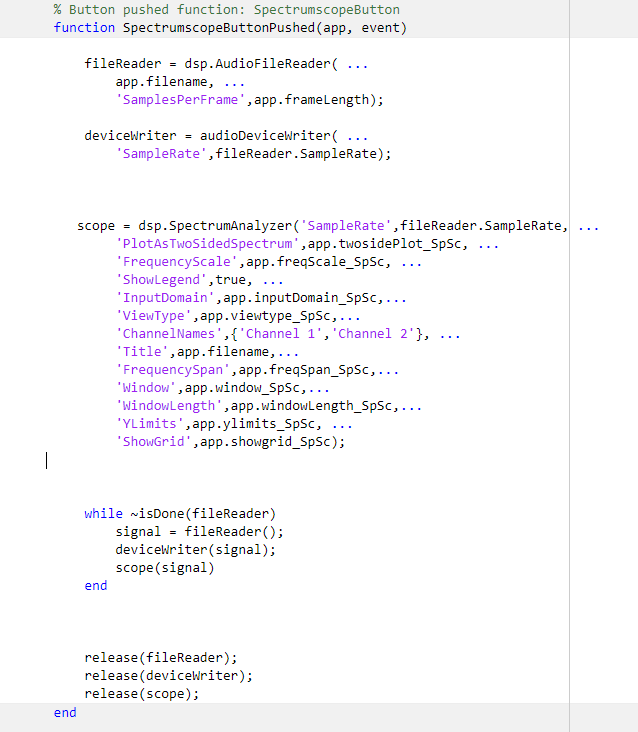 % Button pushed function: SpectrumscopeButton
function SpectrumscopeButtonPushed(app, event)
fileReader = dsp.AudioFileReader( ...
app.filename, ...
'SamplesPerFrame',app.frameLength);
deviceWriter = audioDeviceWriter( ...
'SampleRate',fileReader.SampleRate);
scope = dsp.SpectrumAnalyzer('SampleRate',fileReader.SampleRate, ...
'PlotAsTwoSidedSpectrum',app.twosidePlot_SpSc, ...
'FrequencyScale',app.freqScale_SpSc, ...
'ShowLegend',true, ...
'InputDomain',app.inputDomain_SpSc,...
'ViewType',app.viewtype_SpSc,...
'ChannelNames',{'Channel 1','Channel 2'}, ...
'Title',app.filename,...
'FrequencySpan',app.freqSpan_SpSc,...
'Window',app.window_SpSc,...
'WindowLength',app.windowLength_SpSc,...
'YLimits',app.ylimits_SpSc, ...
'ShowGrid',app.showgrid_SpSc);
while ~isDone(fileReader)
signal = fileReader();
deviceWriter(signal);
scope(signal)
end
release(fileReader);
release(deviceWriter);
release(scope);
end